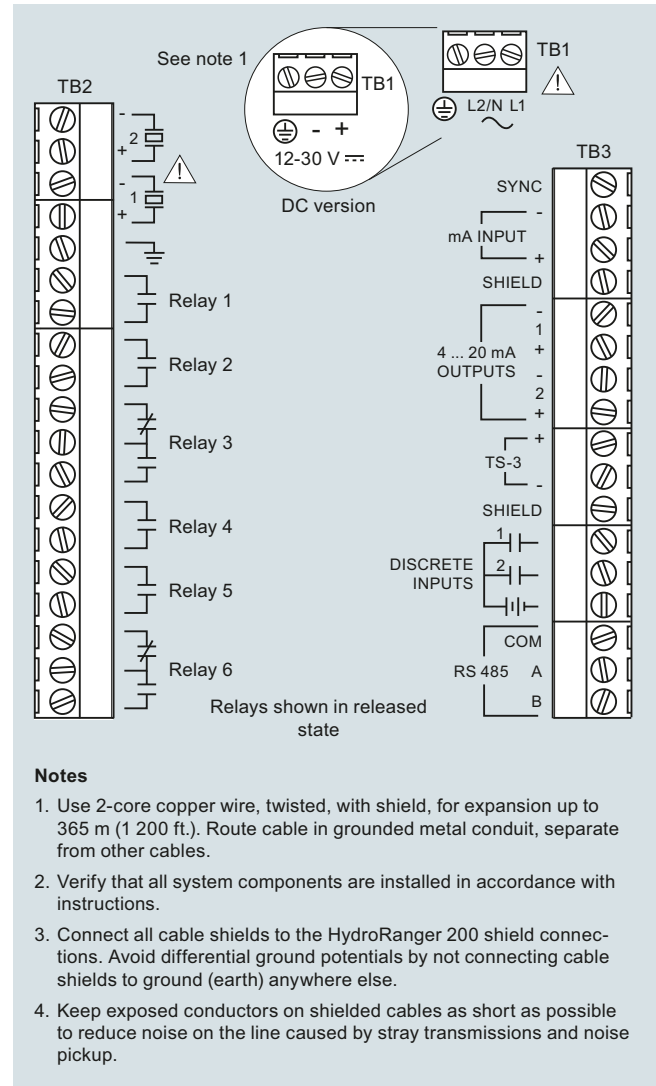 See note 1
TB1
TB1
L2/N L1
- +
12-30 V
DC version
TB2
-
2
+
-
1
+
Relay 1
Relay 2
Relay 3
Relay 4
Relay 5
Relay 6
Relays shown in released
state
TB3
SYNC
-
mA INPUT
+
SHIELD
-
1
+
4 ... 20 mA
OUTPUTS
-
2
+
+
TS-3
-
SHIELD
1
DISCRETE
INPUTS
2
COM
RS 485 A
B
Notes
1. Use 2-core copper wire, twisted, with shield, for expansion up to
365 m (1 200 ft.). Route cable in grounded metal conduit, separate
from other cables.
2. Verify that all system components are installed in accordance with
instructions.
3. Connect all cable shields to the HydroRanger 200 shield connec-
tions. Avoid differential ground potentials by not connecting cable
shields to ground (earth) anywhere else.
4. Keep exposed conductors on shielded cables as short as possible
to reduce noise on the line caused by stray transmissions and noise
pickup.